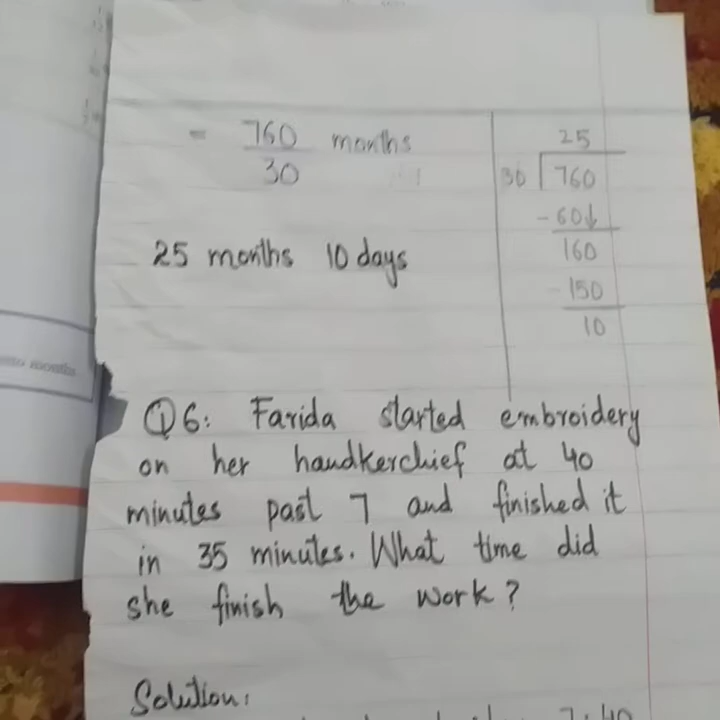 = 760 months
30
25 months 10 days
25
30 760
- 60↓
160
- 150
10
Q6: Farida started embroidery
on her handkerchief at 40
minutes past 7 and finished it
in 35 minutes. What time did
she finish the work?
Solution:
7:40